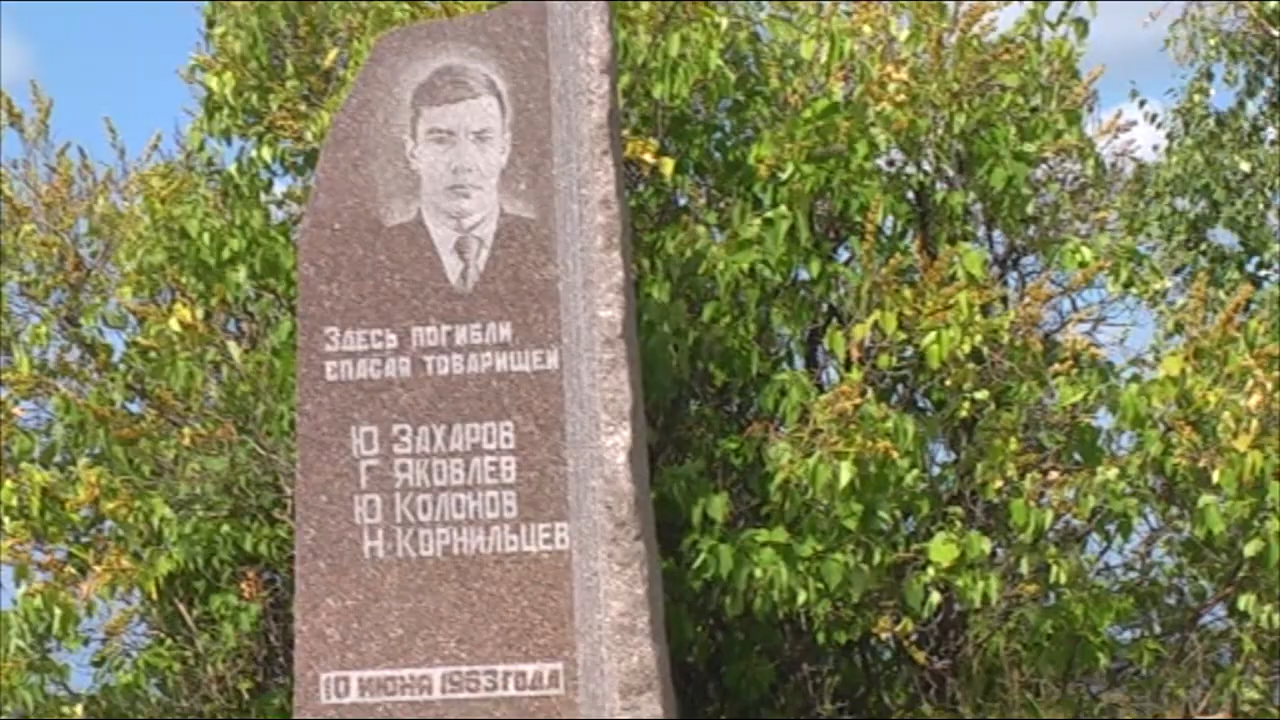 Здесь погибли
спасая товарищей
Ю Захаров
Г Яковлев
Ю Колонов
Н. Корнильцев
10 июня 1963 года